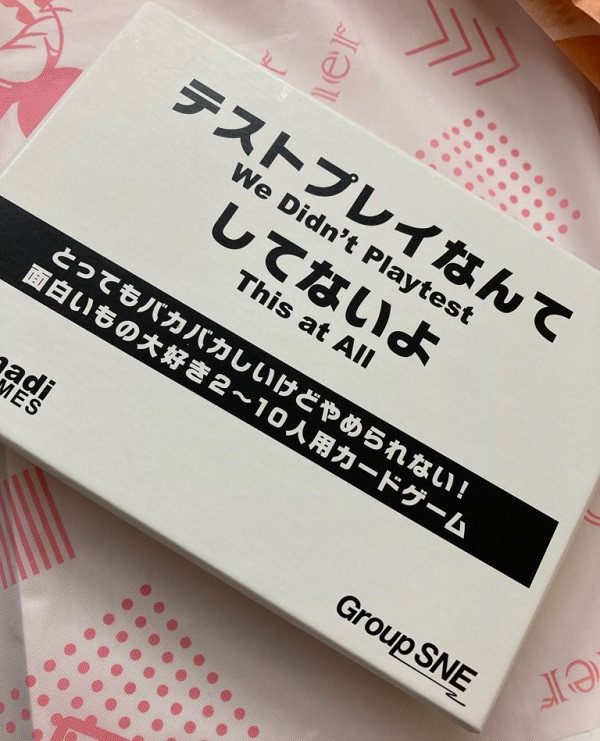 テストプレイなんて
We Didn't Playtest
してないよ
This at All
とってもバカバカしいけどやめられない!
面白いもの大好き2〜10人用カードゲーム
Group SNE